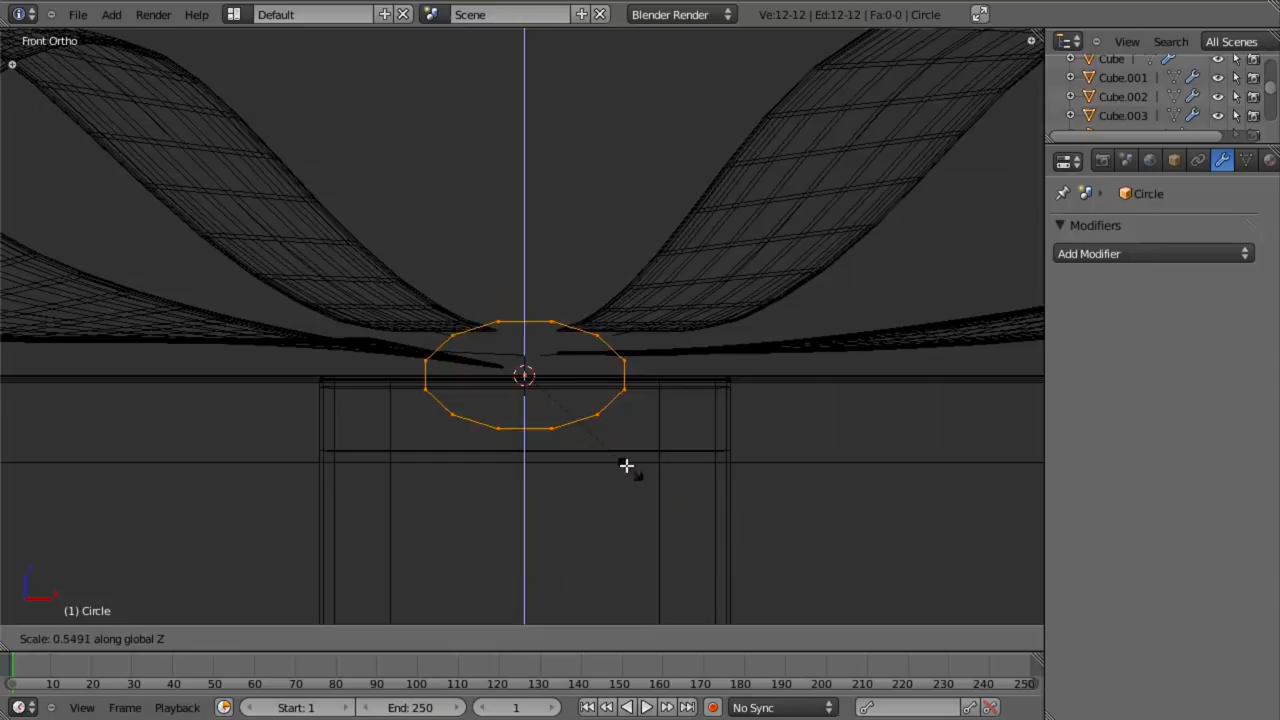 File Add Render Help Default Scene Blender Render Ve:12-12 | Ed:12-12 | Fa:0-0 | Circle
Front Ortho
View Search All Scenes
Cube
Cube.001
Cube.002
Cube.003
Circle
Modifiers
Add Modifier
(1) Circle
Scale: 0.5491 along global Z
10 20 30 40 50 60 70 80 90 100 110 120 130 140 150 160 170 180 190 200 210 220 230 240 250
View Frame Playback Start: 1 End: 250 1 No Sync